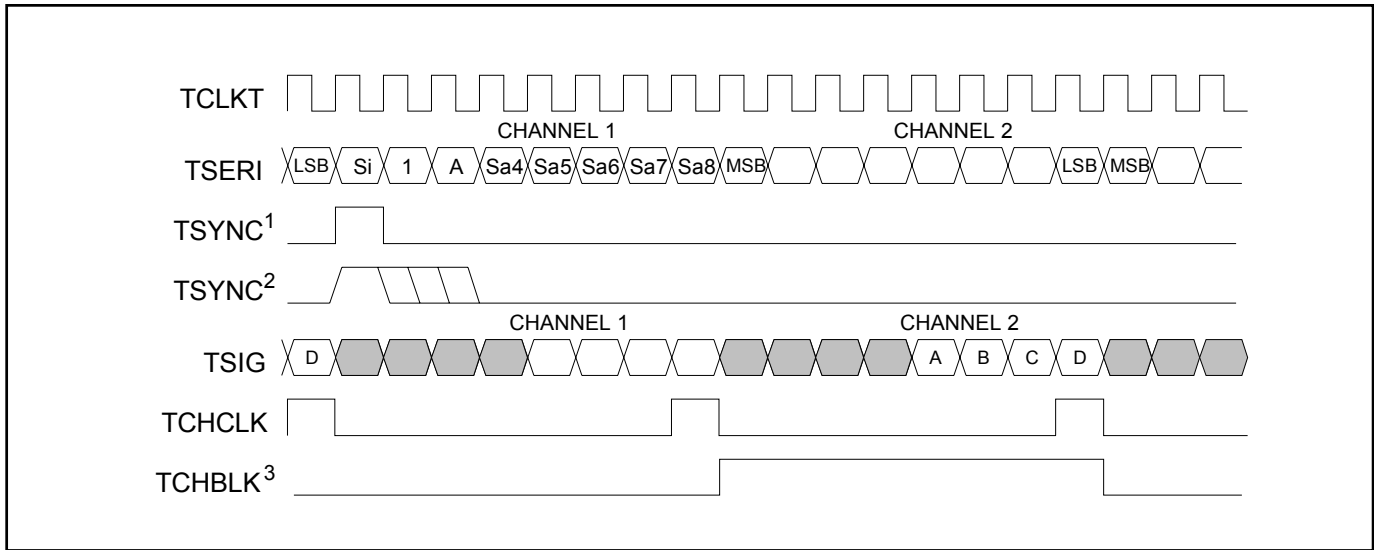 TCLKT
CHANNEL 1 CHANNEL 2
TSERI LSB Si 1 A Sa4 Sa5 Sa6 Sa7 Sa8 MSB LSB MSB
TSYNC1
TSYNC2
CHANNEL 1 CHANNEL 2
TSIG D A B C D
TCHCLK
TCHBLK3